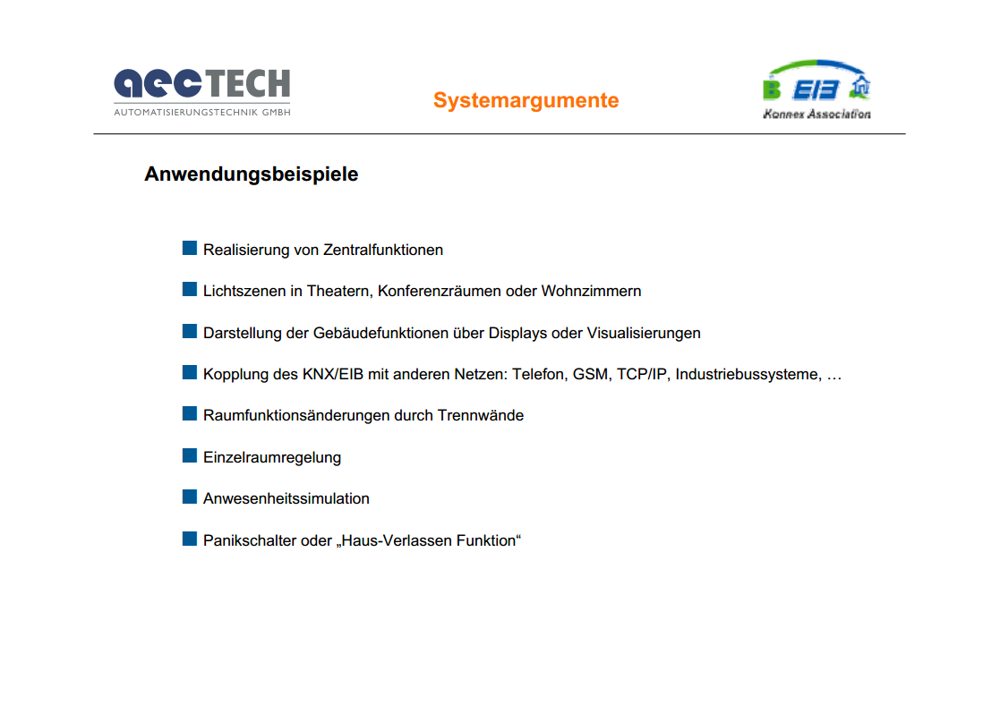 aecTECH
AUTOMATISIERUNGSTECHNIK GMBH
Systemargumente
B EIB
Konnex Association
Anwendungsbeispiele
Realisierung von Zentralfunktionen
Lichtszenen in Theatern, Konferenzräumen oder Wohnzimmern
Darstellung der Gebäudefunktionen über Displays oder Visualisierungen
Kopplung des KNX/EIB mit anderen Netzen: Telefon, GSM, TCP/IP, Industriebussysteme, …
Raumfunktionsänderungen durch Trennwände
Einzelraumregelung
Anwesenheitssimulation
Panikschalter oder „Haus-Verlassen Funktion“